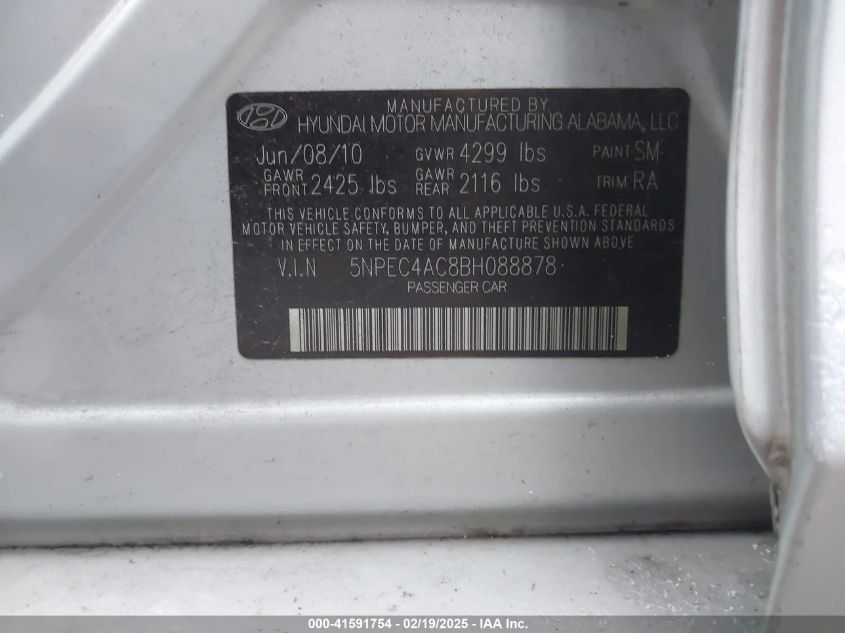 MANUFACTURED BY
HYUNDAI MOTOR MANUFACTURING ALABAMA, LLC
Jun/08/10 GVWR 4299 lbs PAINT SM
GAWR FRONT 2425 lbs GAWR REAR 2116 lbs TRIM RA
THIS VEHICLE CONFORMS TO ALL APPLICABLE U.S.A. FEDERAL
MOTOR VEHICLE SAFETY, BUMPER, AND THEFT PREVENTION STANDARDS
IN EFFECT ON THE DATE OF MANUFACTURE SHOWN ABOVE.
V.I.N 5NPEC4AC8BH088878
PASSENGER CAR
000-41591754 - 02/19/2025 - IAA Inc.